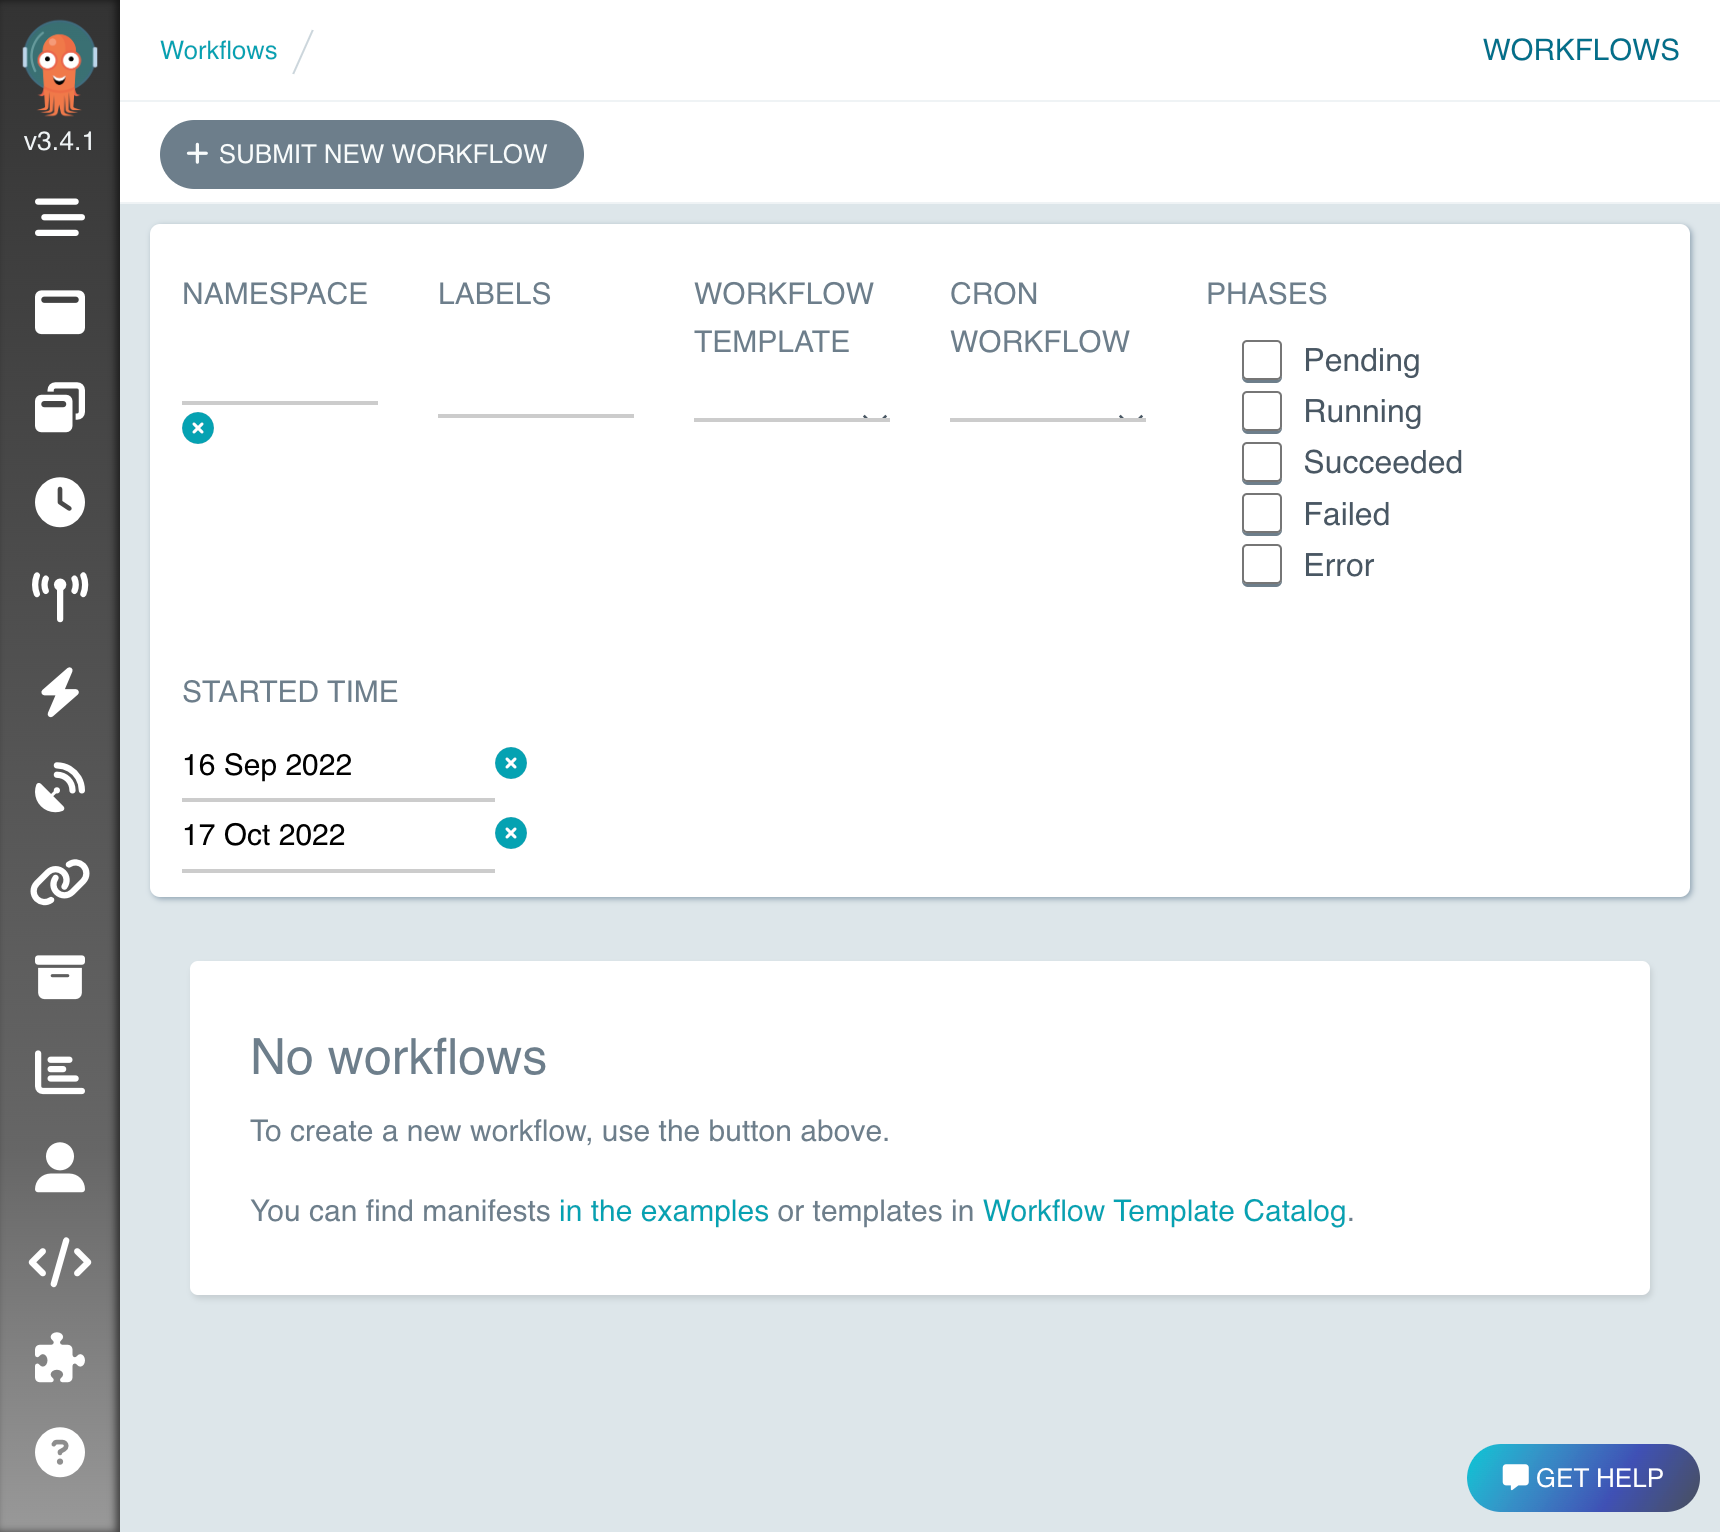 v3.4.1
Workflows
WORKFLOWS
+ SUBMIT NEW WORKFLOW
NAMESPACE
LABELS
WORKFLOW
TEMPLATE
CRON
WORKFLOW
PHASES
Pending
Running
Succeeded
Failed
Error
STARTED TIME
16 Sep 2022
17 Oct 2022
No workflows
To create a new workflow, use the button above.
You can find manifests in the examples or templates in Workflow Template Catalog.
GET HELP